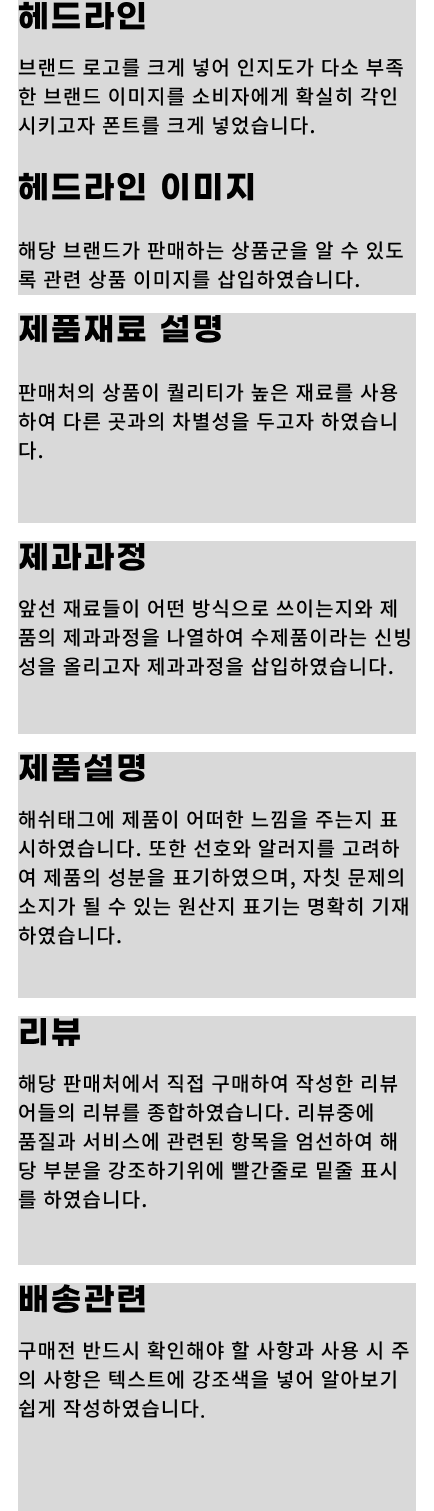 헤드라인
브랜드 로고를 크게 넣어 인지도가 다소 부족
한 브랜드 이미지를 소비자에게 확실히 각인
시키고자 폰트를 크게 넣었습니다.
헤드라인 이미지
해당 브랜드가 판매하는 상품군을 알 수 있도
록 관련 상품 이미지를 삽입하였습니다.
제품재료 설명
판매처의 상품이 퀄리티가 높은 재료를 사용
하여 다른 곳과의 차별성을 두고자 하였습니
다.
제과과정
앞선 재료들이 어떤 방식으로 쓰이는지와 제
품의 제과과정을 나열하여 수제품이라는 신빙
성을 올리고자 제과과정을 삽입하였습니다.
제품설명
해쉬태그에 제품이 어떠한 느낌을 주는지 표
시하였습니다. 또한 선호와 알러지를 고려하
여 제품의 성분을 표기하였으며, 자칫 문제의
소지가 될 수 있는 원산지 표기는 명확히 기재
하였습니다.
리뷰
해당 판매처에서 직접 구매하여 작성한 리뷰
어들의 리뷰를 종합하였습니다. 리뷰중에
품질과 서비스에 관련된 항목을 엄선하여 해
당 부분을 강조하기위에 빨간줄로 밑줄 표시
를 하였습니다.
배송관련
구매전 반드시 확인해야 할 사항과 사용 시 주
의 사항은 텍스트에 강조색을 넣어 알아보기
쉽게 작성하였습니다.